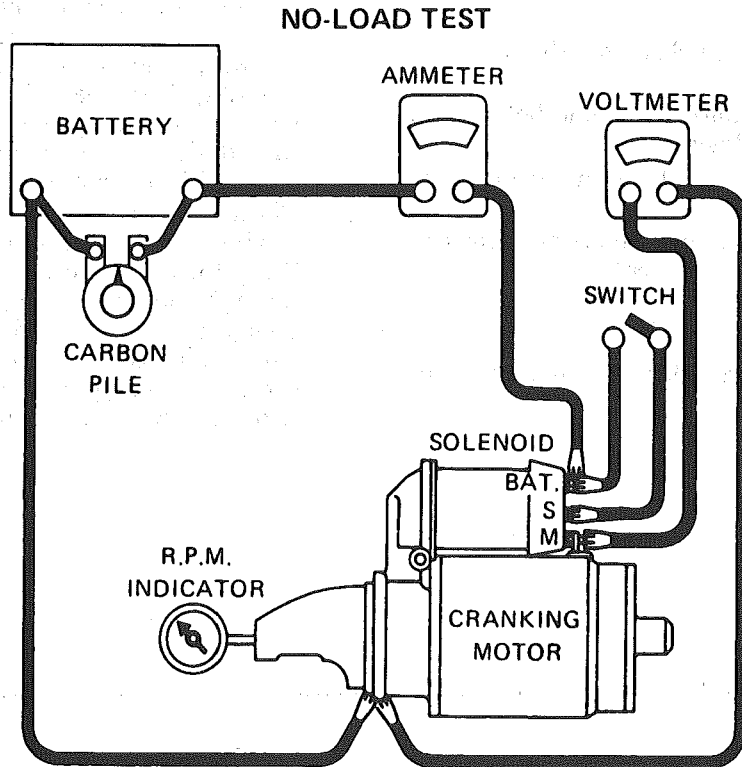 NO-LOAD TEST
AMMETER
VOLTMETER
BATTERY
SWITCH
CARBON
PILE
SOLENOID
BAT.
S
M
R.P.M.
INDICATOR
CRANKING
MOTOR